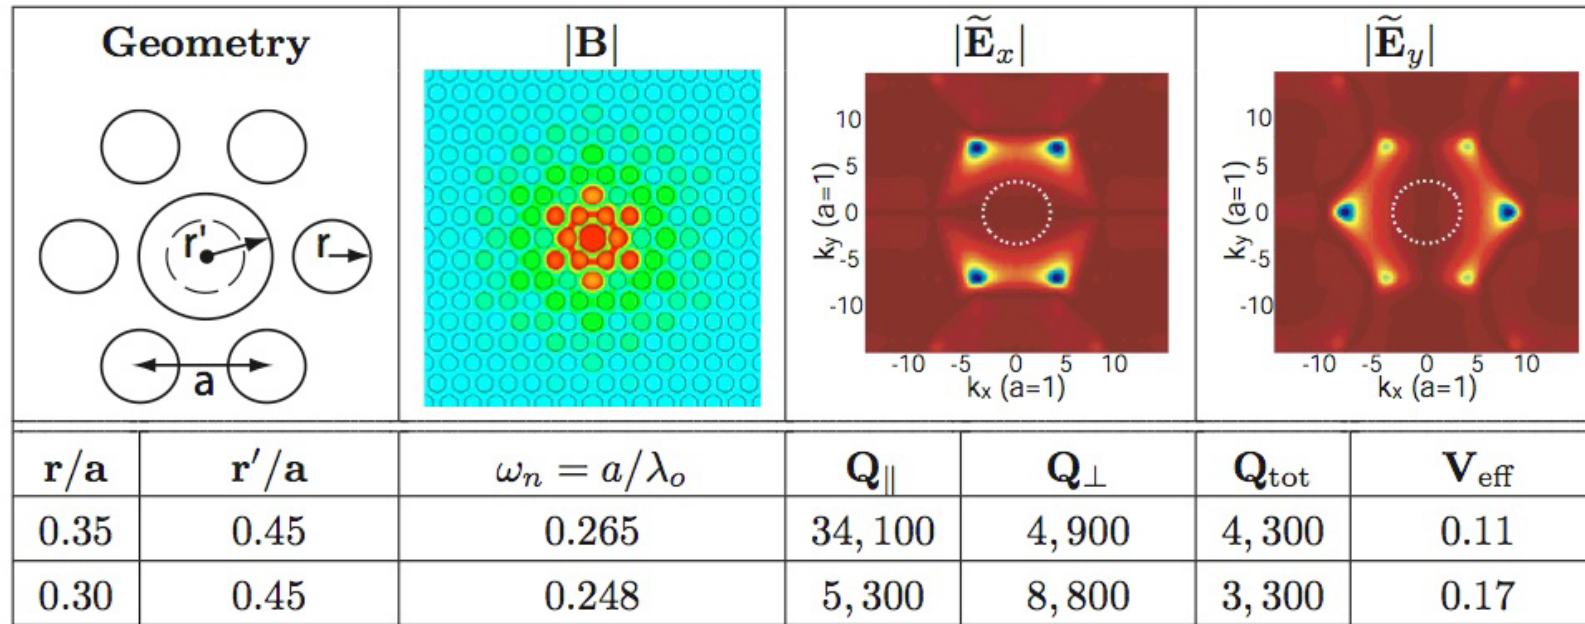 Geometry
|B|
|Ẽx|
|Ẽy|
r'
r
a
10
5
0
-5
-10
ky (a=1)
-10
-5
0
5
10
kx (a=1)
10
5
0
-5
-10
ky (a=1)
-10
-5
0
5
10
kx (a=1)
r/a r'/a ωn = a/λo Q∥ Q⊥ Qtot Veff
0.35 0.45 0.265 34,100 4,900 4,300 0.11
0.30 0.45 0.248 5,300 8,800 3,300 0.17